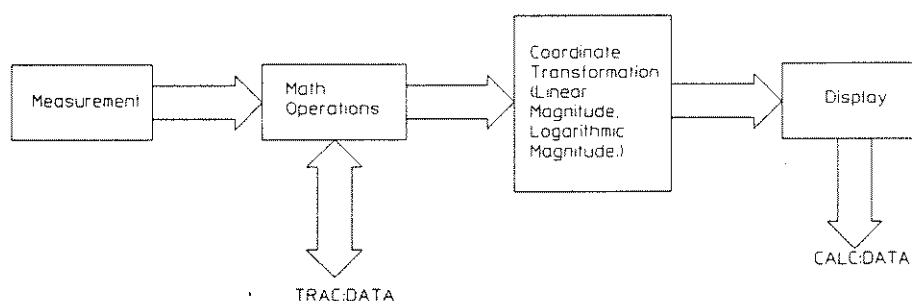 Measurement
Math
Operations
Coordinate
Transformation
(Linear
Magnitude,
Logarithmic
Magnitude.)
Display
TRAC:DATA
CALC:DATA